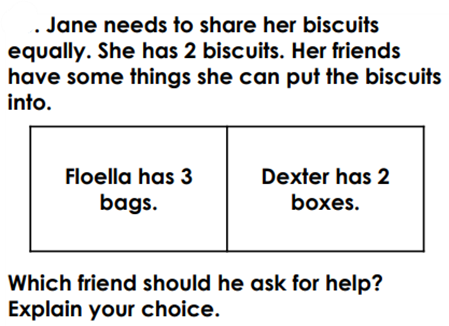 . Jane needs to share her biscuits
equally. She has 2 biscuits. Her friends
have some things she can put the biscuits
into.
Floella has 3
bags.
Dexter has 2
boxes.
Which friend should he ask for help?
Explain your choice.